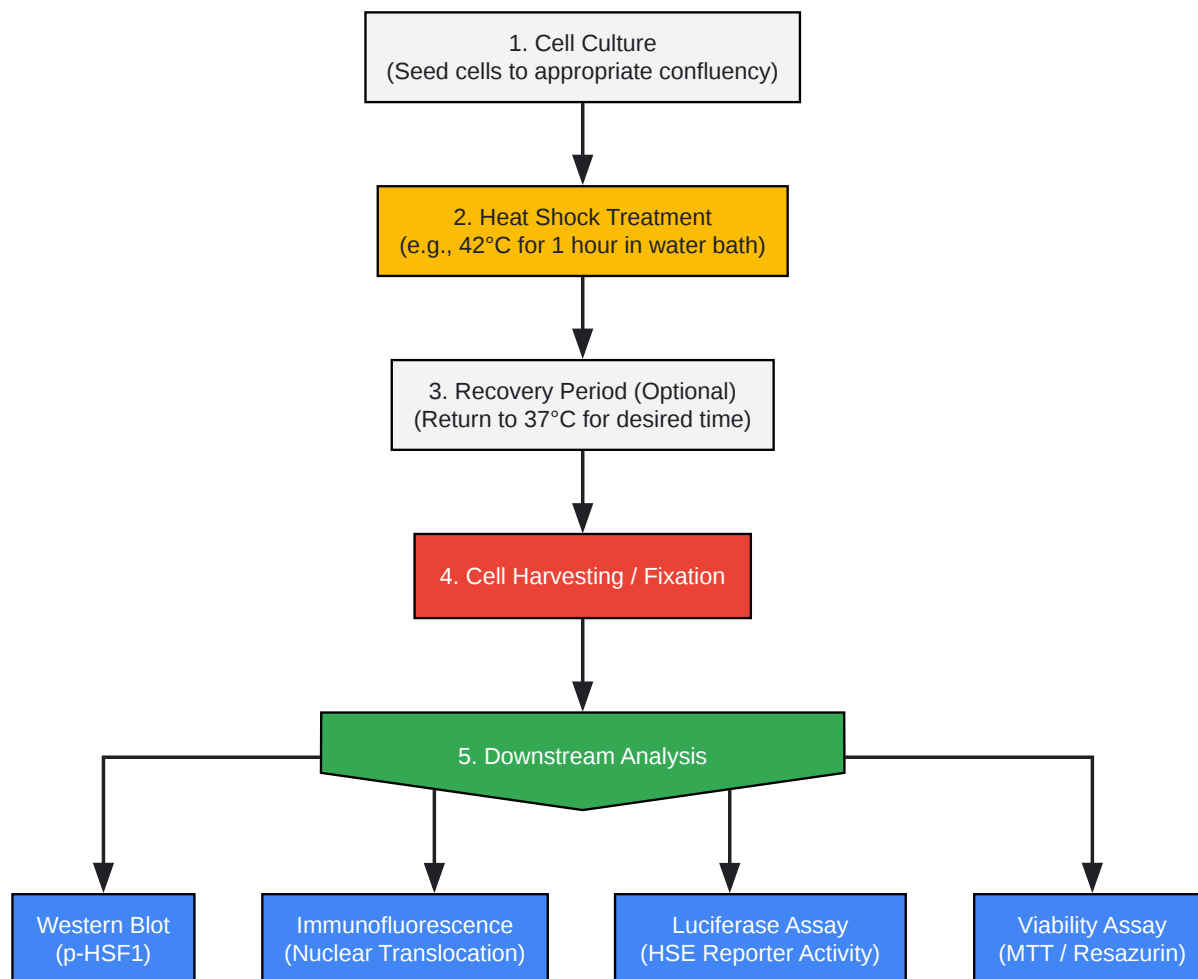 1. Cell Culture
(Seed cells to appropriate confluency)
2. Heat Shock Treatment
(e.g., 42°C for 1 hour in water bath)
3. Recovery Period (Optional)
(Return to 37°C for desired time)
4. Cell Harvesting / Fixation
5. Downstream Analysis
Western Blot
(p-HSF1)
Immunofluorescence
(Nuclear Translocation)
Luciferase Assay
(HSE Reporter Activity)
Viability Assay
(MTT / Resazurin)